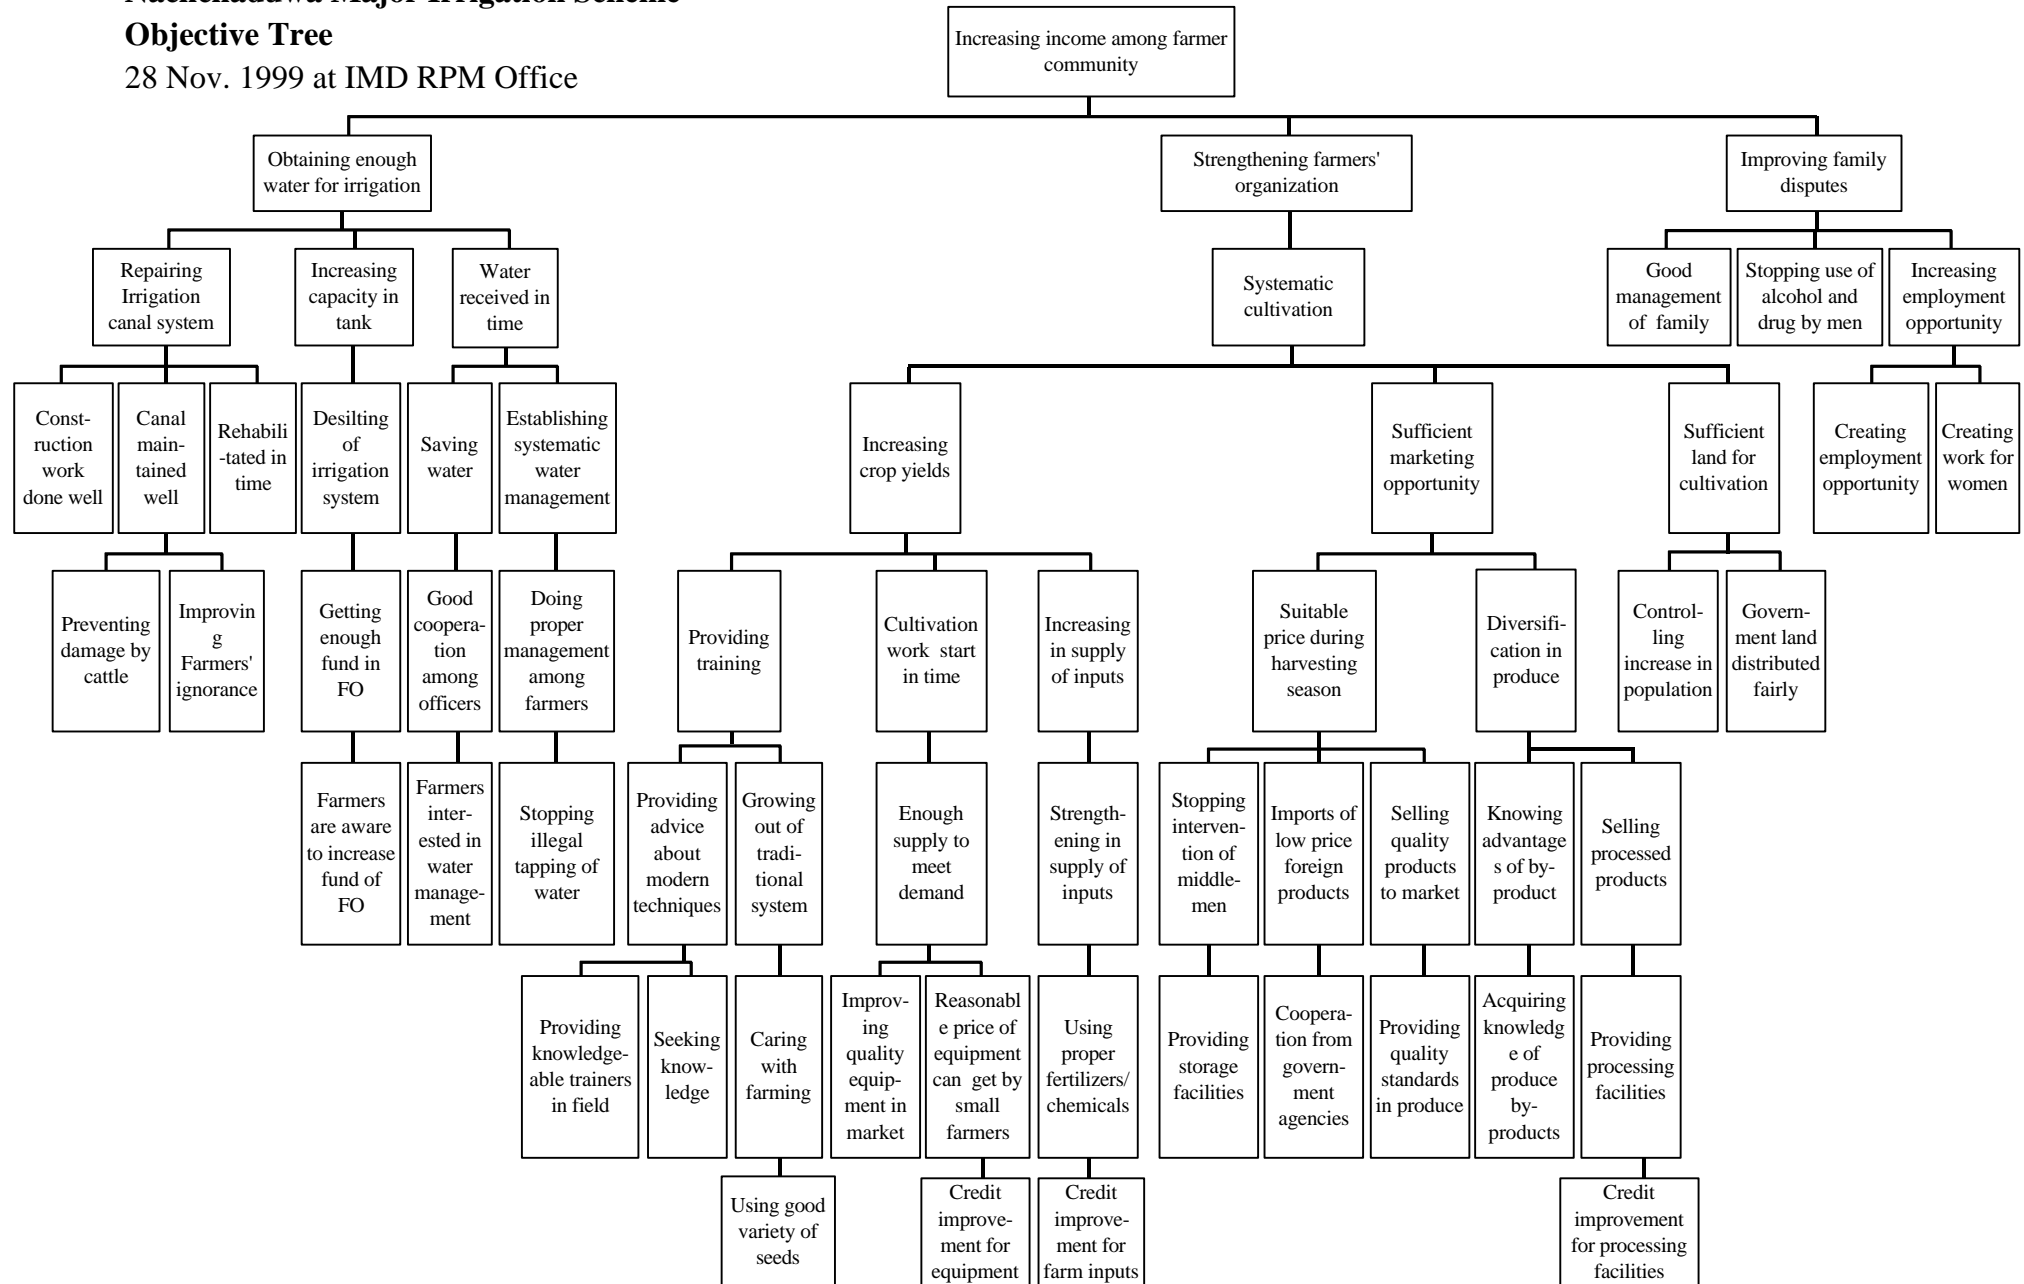 Nachchaduwa Major Irrigation Scheme
Objective Tree
28 Nov. 1999 at IMD RPM Office
Increasing income among farmer
community
Obtaining enough
water for irrigation
Strengthening farmers'
organization
Improving family
disputes
Repairing
Irrigation
canal system
Increasing
capacity in
tank
Water
received in
time
Systematic
cultivation
Good
management
of family
Stopping use of
alcohol and
drug by men
Increasing
employment
opportunity
Const-
ruction
work
done well
Canal
main-
tained
well
Rehabili
-tated in
time
Desilting
of
irrigation
system
Saving
water
Establishing
systematic
water
management
Increasing
crop yields
Sufficient
marketing
opportunity
Sufficient
land for
cultivation
Creating
employment
opportunity
Creating
work for
women
Preventing
damage by
cattle
Improvin
g
Farmers'
ignorance
Getting
enough
fund in
FO
Good
coopera-
tion
among
officers
Doing
proper
management
among
farmers
Providing
training
Cultivation
work start
in time
Increasing
in supply
of inputs
Suitable
price during
harvesting
season
Diversifi-
cation in
produce
Control-
ling
increase in
population
Govern-
ment land
distributed
fairly
Farmers
are aware
to increase
fund of
FO
Farmers
inter-
ested in
water
manage-
ment
Stopping
illegal
tapping of
water
Providing
advice
about
modern
techniques
Growing
out of
tradi-
tional
system
Enough
supply to
meet
demand
Strength-
ening in
supply of
inputs
Stopping
interven-
tion of
middle-
men
Imports of
low price
foreign
products
Selling
quality
products
to market
Knowing
advantage
s of by-
product
Selling
processed
products
Providing
knowledge-
able trainers
in field
Seeking
know-
ledge
Caring
with
farming
Improv-
ing
quality
equip-
ment in
market
Reasonabl
e price of
equipment
can get by
small
farmers
Using
proper
fertilizers/
chemicals
Providing
storage
facilities
Coopera-
tion from
govern-
ment
agencies
Providing
quality
standards
in produce
Acquiring
knowledg
e of
produce
by-
products
Providing
processing
facilities
Using good
variety of
seeds
Credit
improve-
ment for
equipment
Credit
improve-
ment for
farm inputs
Credit
improvement
for processing
facilities